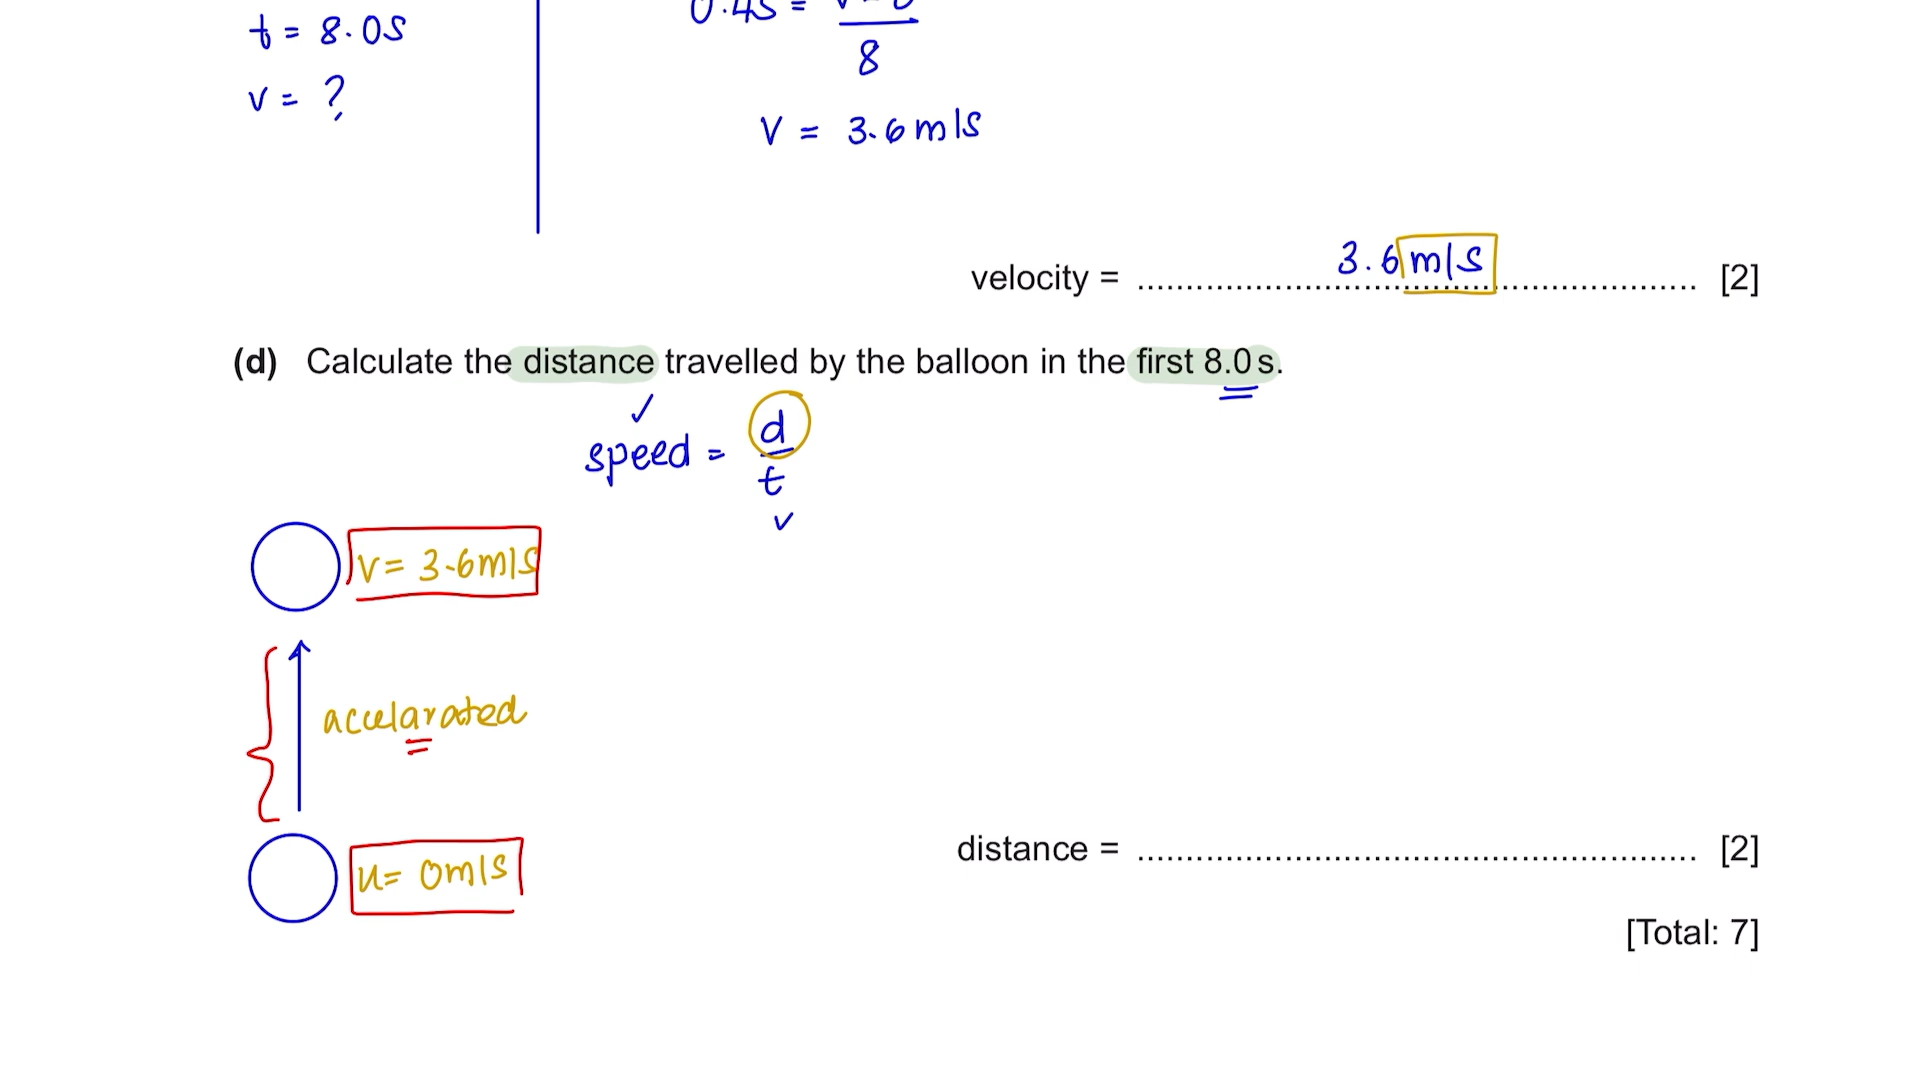 t = 8.0s
0.45 =
8
v = ?
V = 3.6 m/s
velocity = .......................................................... [2]
3.6 m/s
(d) Calculate the distance travelled by the balloon in the first 8.0 s.
✓
speed = d
t
✓
v = 3.6 m/s
accelarated
u = 0 m/s
distance = .......................................................... [2]
[Total: 7]